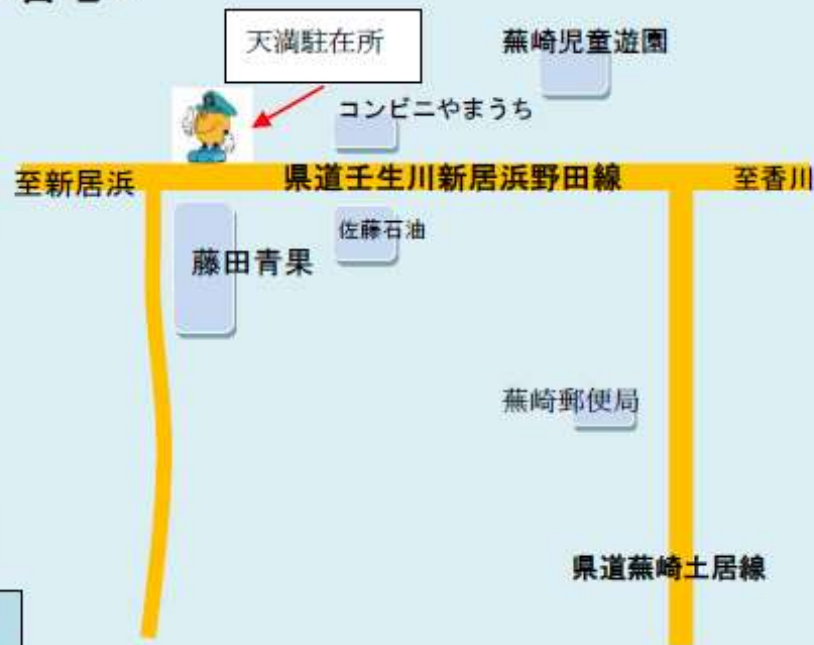 天満駐在所
蕪崎児童遊園
コンビニやまうち
至新居浜
県道壬生川新居浜野田線
至香川
佐藤石油
藤田青果
蕪崎郵便局
県道蕪崎土居線